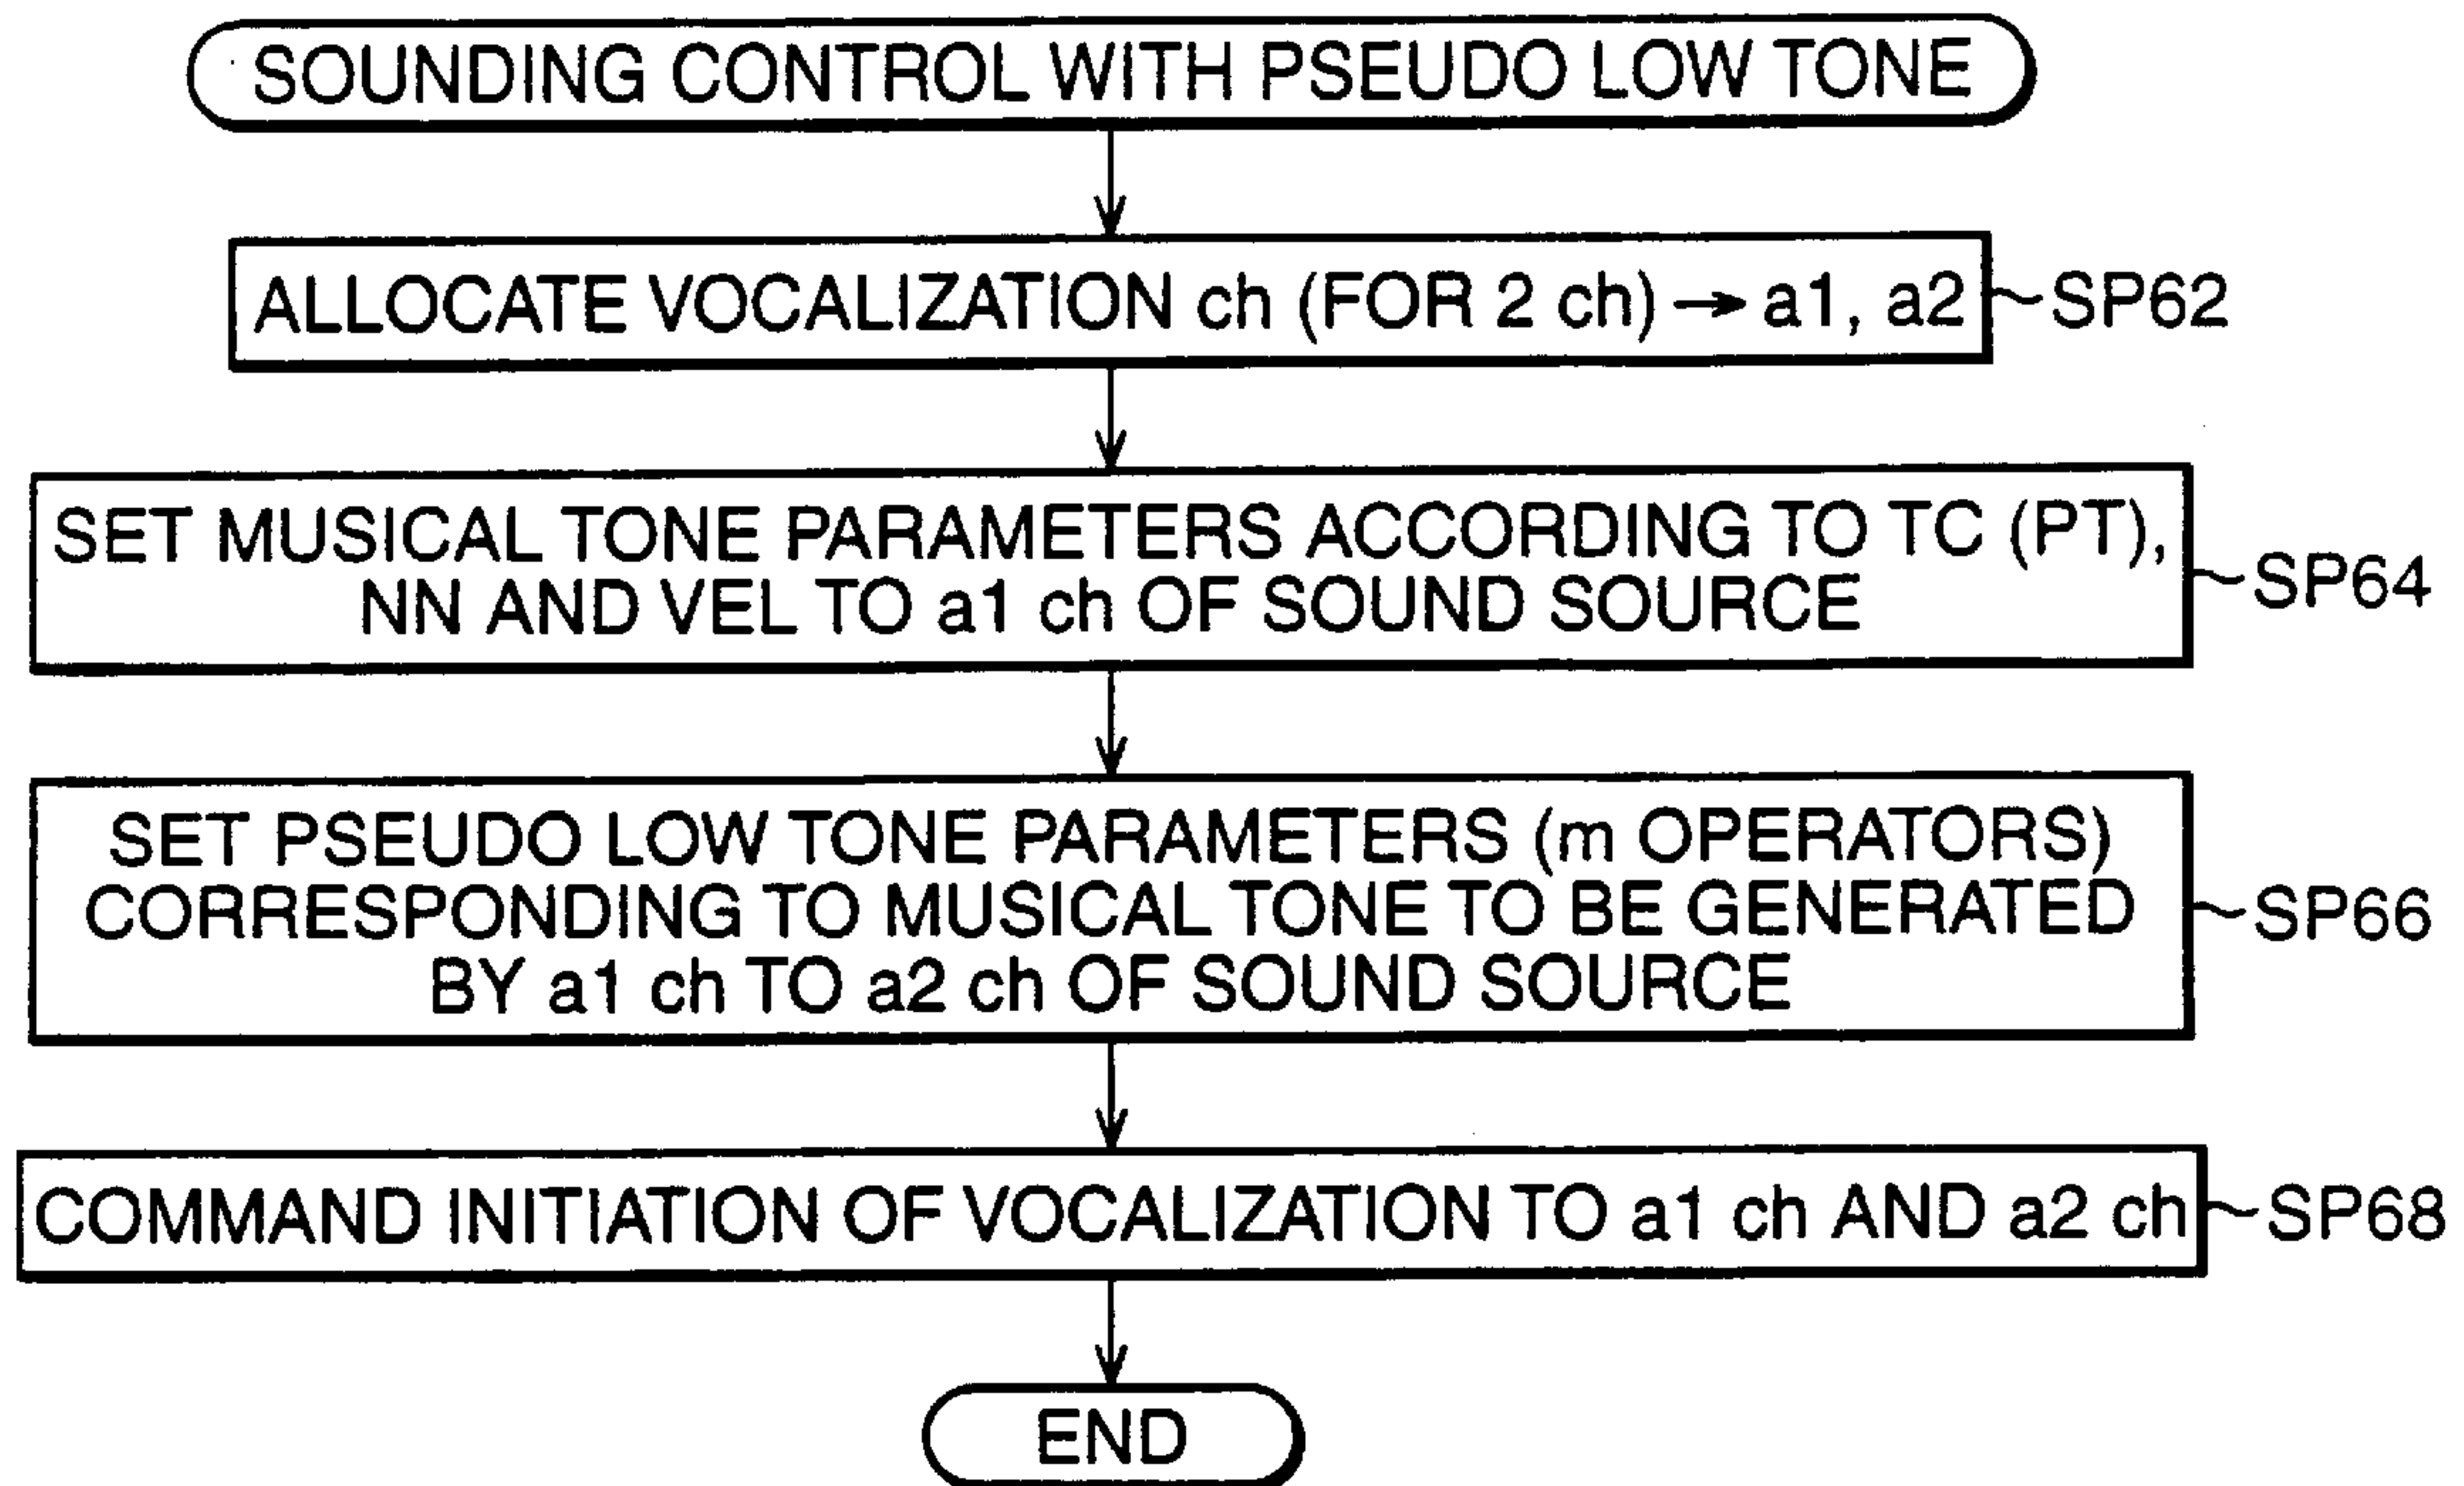 SOUNDING CONTROL WITH PSEUDO LOW TONE
ALLOCATE VOCALIZATION ch (FOR 2 ch) → a1, a2
SP62
SET MUSICAL TONE PARAMETERS ACCORDING TO TC (PT),
NN AND VEL TO a1 ch OF SOUND SOURCE
SP64
SET PSEUDO LOW TONE PARAMETERS (m OPERATORS)
CORRESPONDING TO MUSICAL TONE TO BE GENERATED
BY a1 ch TO a2 ch OF SOUND SOURCE
SP66
COMMAND INITIATION OF VOCALIZATION TO a1 ch AND a2 ch
SP68
END